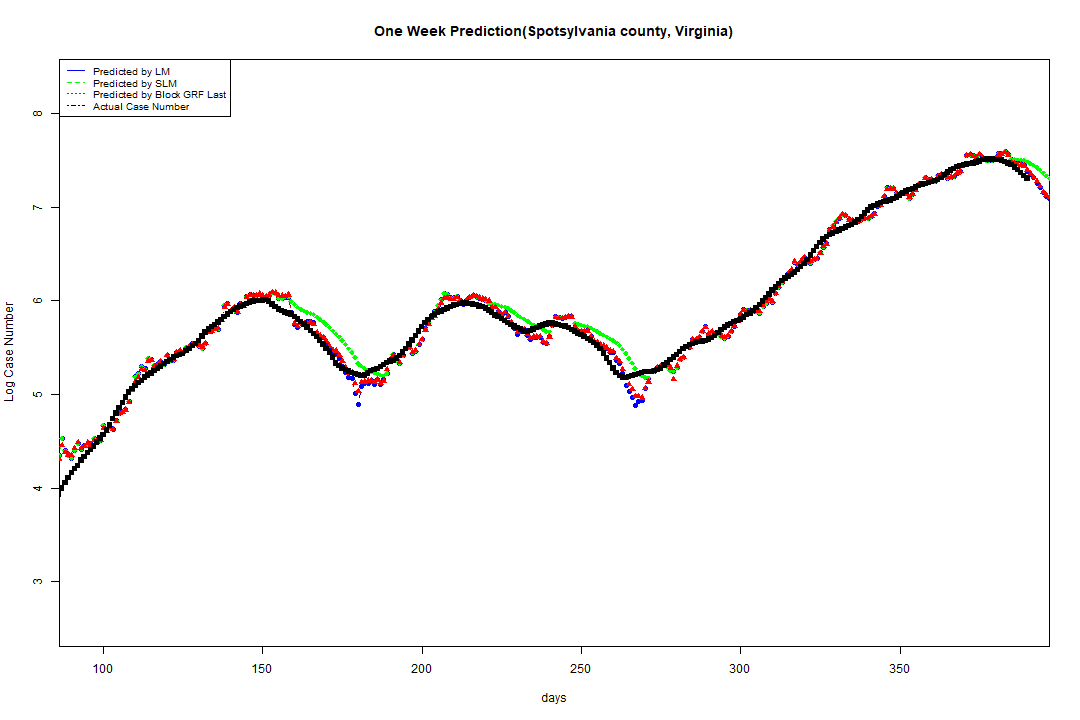 One Week Prediction(Spotsylvania county, Virginia)
Predicted by LM
Predicted by SLM
Predicted by Block GRF Last
Actual Case Number
8
7
6
5
4
3
Log Case Number
100 150 200 250 300 350
days